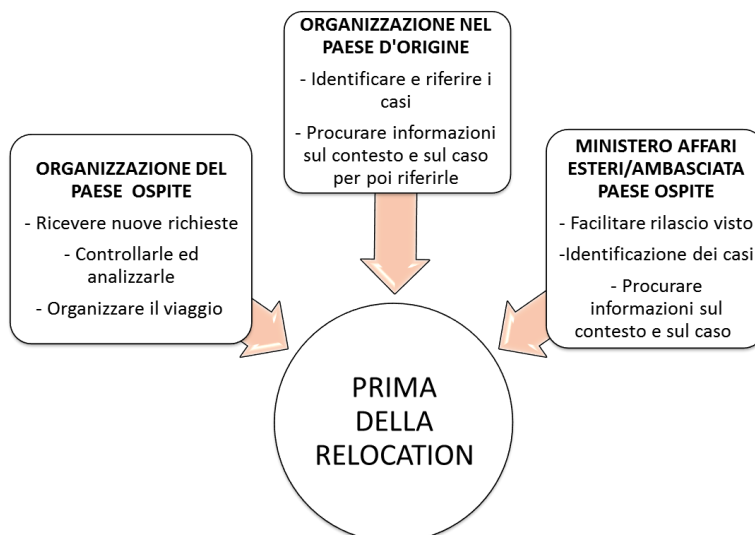 ORGANIZZAZIONE NEL
PAESE D'ORIGINE
- Identificare e riferire i
casi
- Procurare informazioni
sul contesto e sul caso
per poi riferirle
ORGANIZZAZIONE DEL
PAESE OSPITE
- Ricevere nuove richieste
- Controllarle ed
analizzarle
- Organizzare il viaggio
MINISTERO AFFARI
ESTERI/AMBASCIATA
PAESE OSPITE
- Facilitare rilascio visto
-Identificazione dei casi
- Procurare
informazioni sul
contesto e sul caso
PRIMA
DELLA
RELOCATION